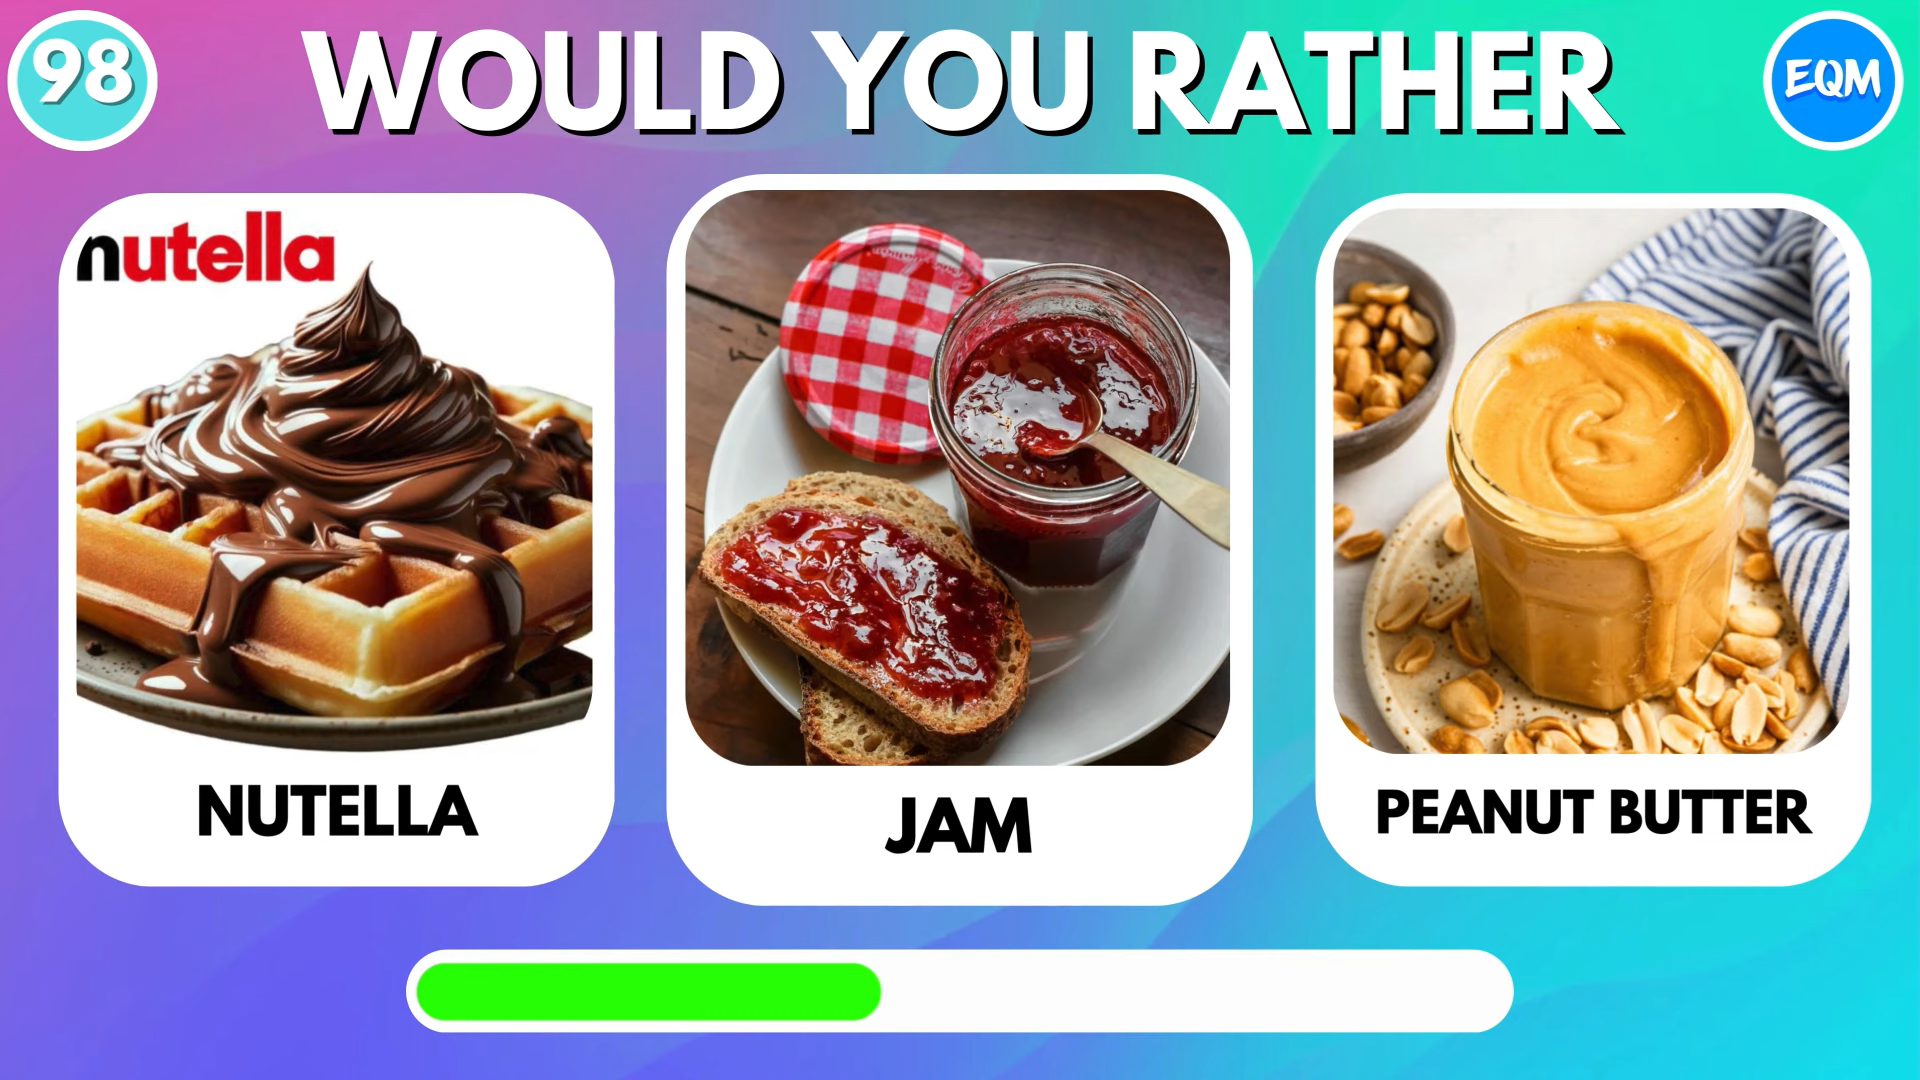 98
WOULD YOU RATHER
EQM
nutella
NUTELLA
JAM
PEANUT BUTTER